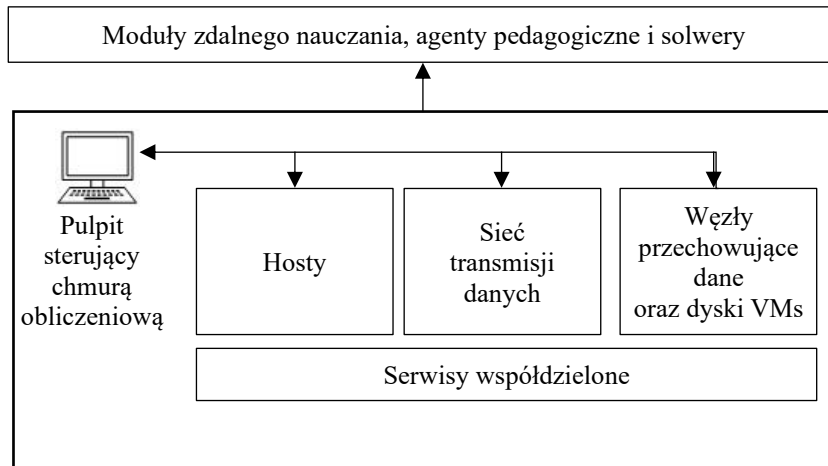 Moduły zdalnego nauczania, agenty pedagogiczne i solwery
Pulpit
sterujący
chmurą
obliczeniową
Hosty
Sieć
transmisji
danych
Węzły
przechowujące
dane
oraz dyski VMs
Serwisy współdzielone